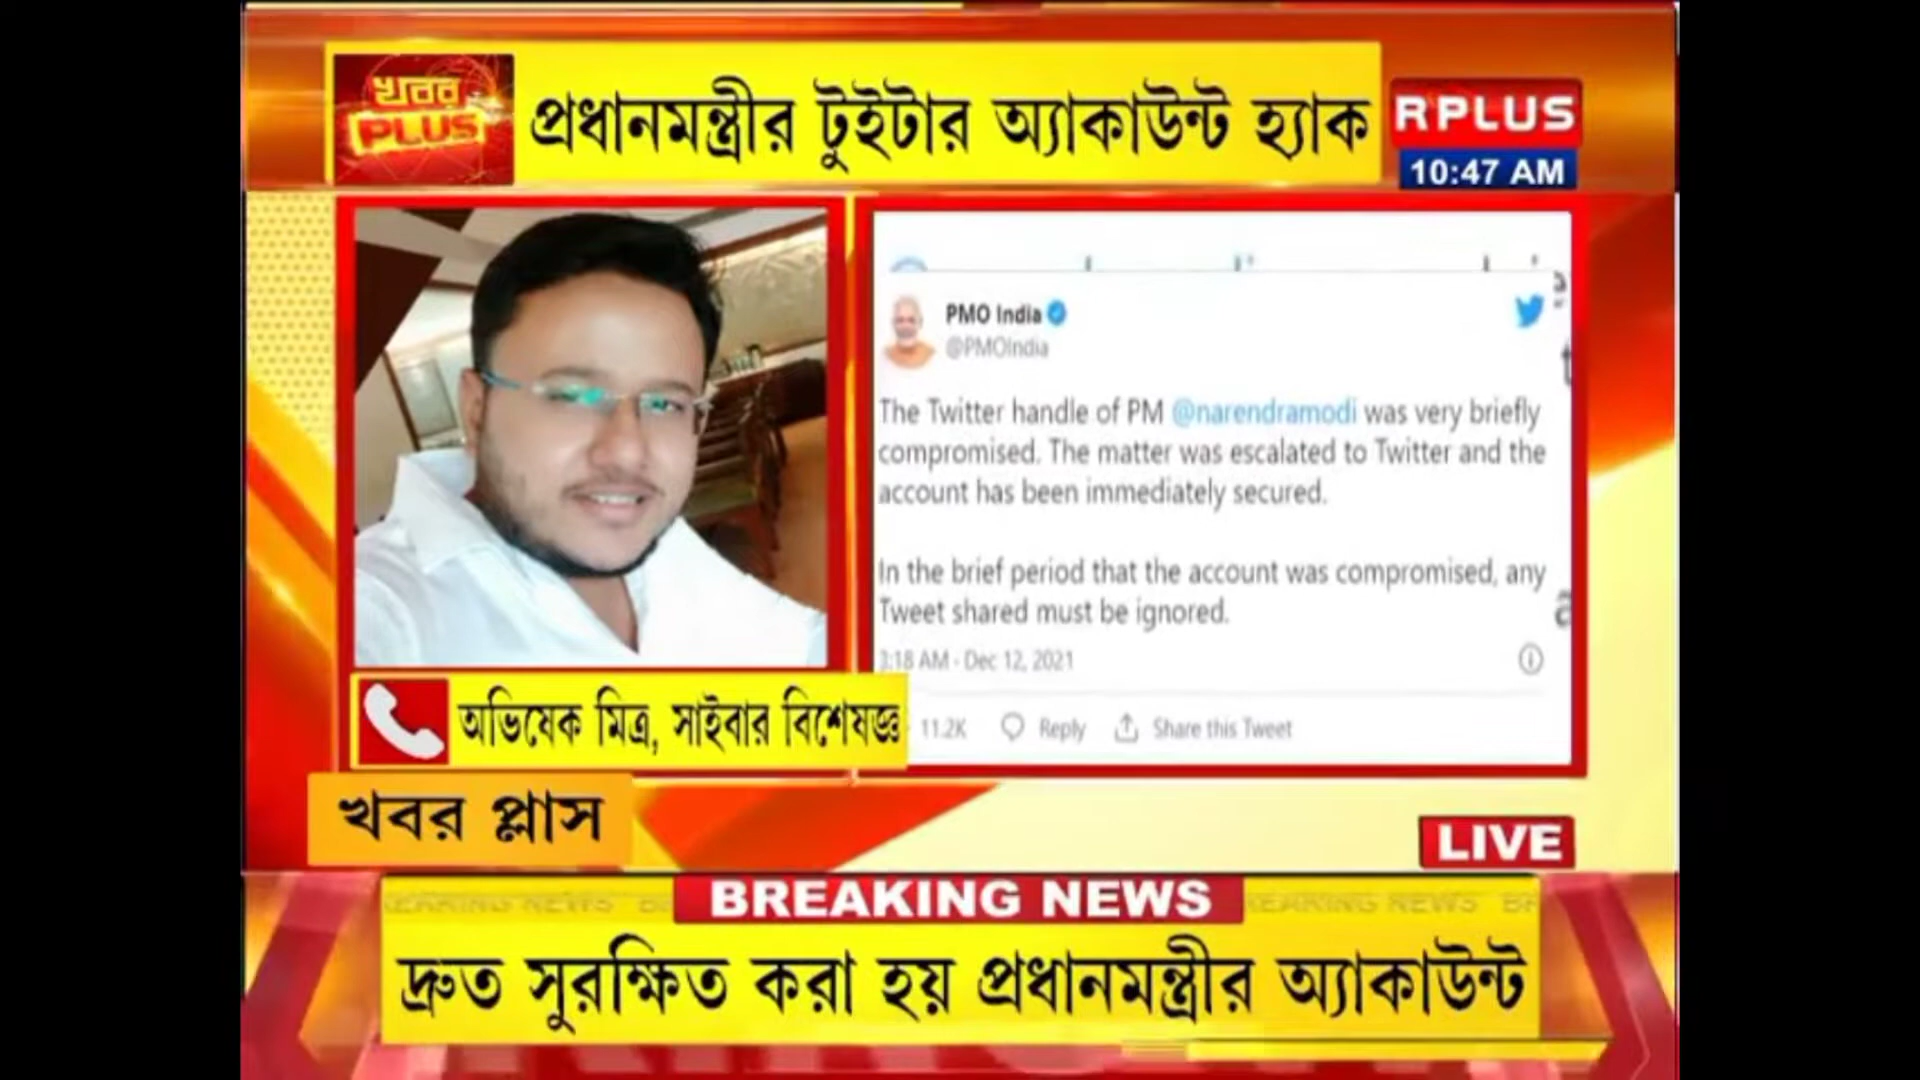 খবর
PLUS
প্রধানমন্ত্রীর টুইটার অ্যাকাউন্ট হ্যাক
RPLUS
10:47 AM
PMO India
@PMOIndia
The Twitter handle of PM @narendramodi was very briefly
compromised. The matter was escalated to Twitter and the
account has been immediately secured.
In the brief period that the account was compromised, any
Tweet shared must be ignored.
3:18 AM · Dec 12, 2021
11.2K Reply Share this Tweet
অভিষেক মিত্র, সাইবার বিশেষজ্ঞ
খবর প্লাস
LIVE
BREAKING NEWS
দ্রুত সুরক্ষিত করা হয় প্রধানমন্ত্রীর অ্যাকাউন্ট